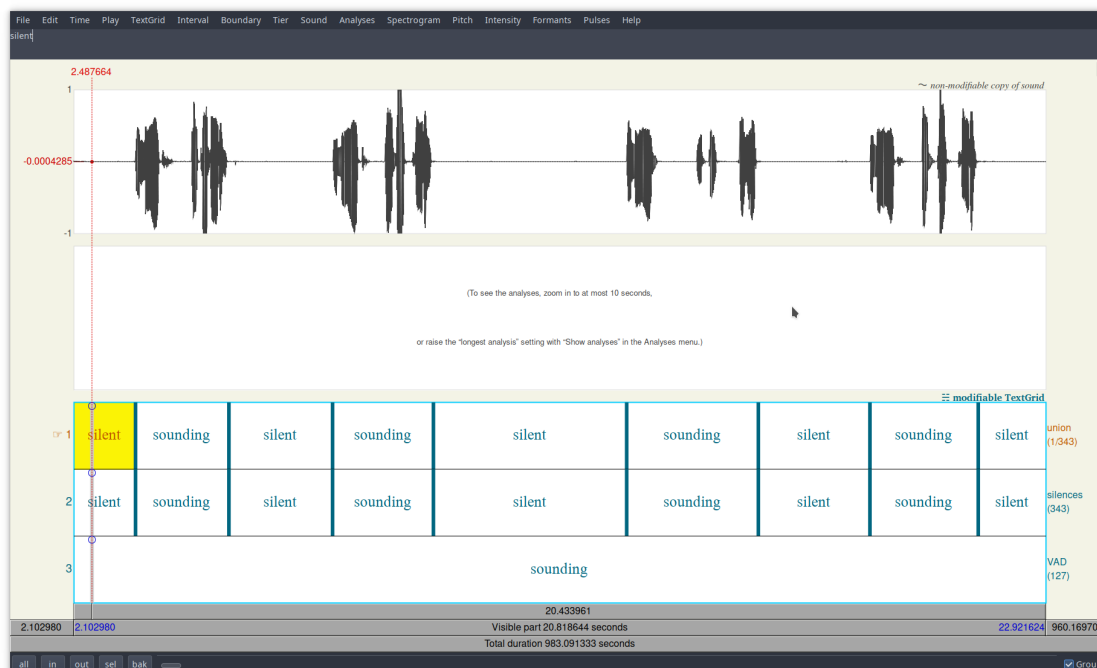 File Edit Time Play TextGrid Interval Boundary Tier Sound Analyses Spectrogram Pitch Intensity Formants Pulses Help
silent
2.487664
~ non-modifiable copy of sound
1
-0.0004285
-1
(To see the analyses, zoom in to at most 10 seconds,
or raise the "longest analysis" setting with "Show analyses" in the Analyses menu.)
☵ modifiable TextGrid
☞ 1 silent sounding silent sounding silent sounding silent sounding silent union
(1/343)
2 silent sounding silent sounding silent sounding silent sounding silent silences
(343)
3 sounding VAD
(127)
20.433961
2.102980 2.102980 Visible part 20.818644 seconds 22.921624 960.16970
Total duration 983.091333 seconds
all in out sel bak Grou